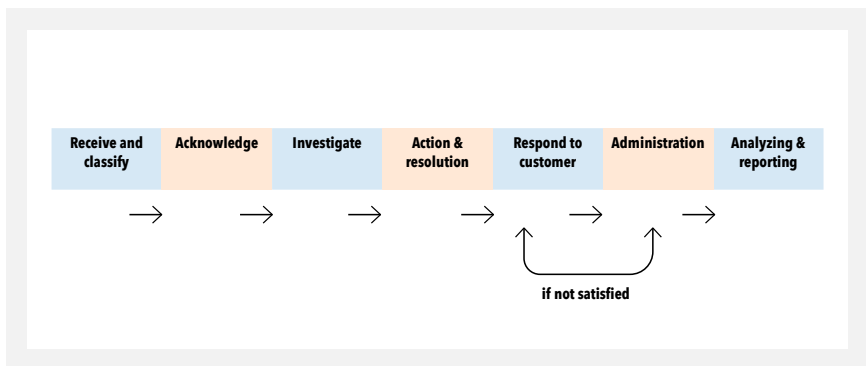 Receive and
classify
Acknowledge
Investigate
Action &
resolution
Respond to
customer
Administration
Analyzing &
reporting
if not satisfied